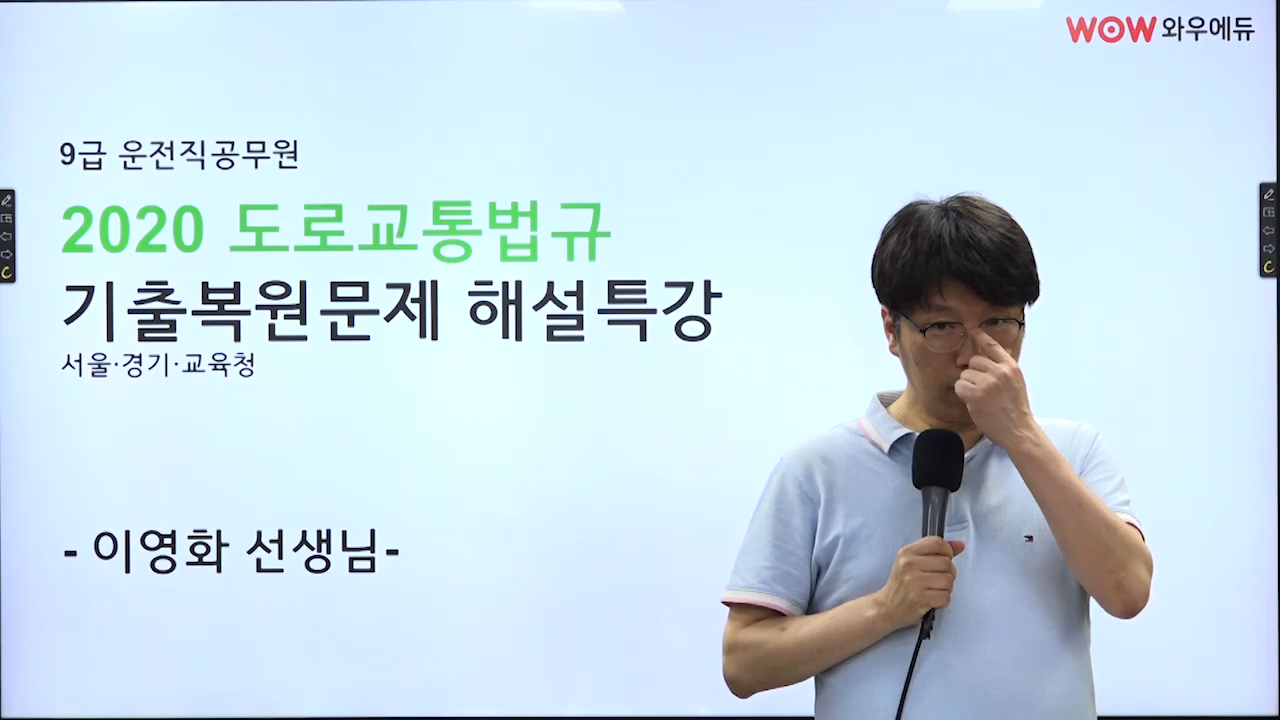 WOW 와우에듀
9급 운전직공무원
2020 도로교통법규
기출복원문제 해설특강
서울·경기·교육청
- 이영화 선생님-